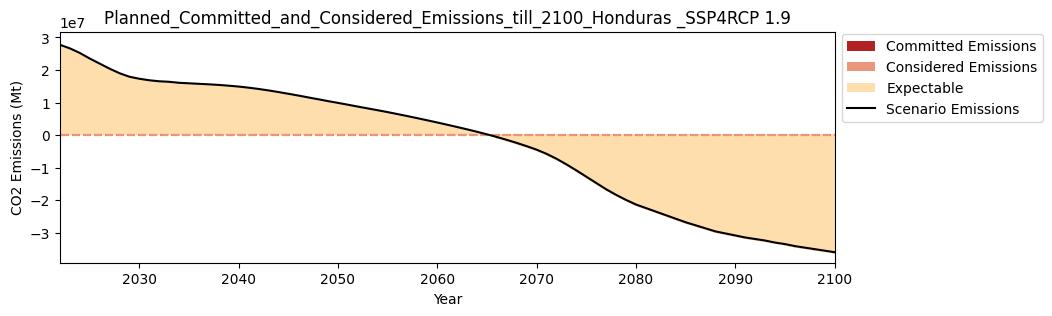 Planned_Committed_and_Considered_Emissions_till_2100_Honduras _SSP4RCP 1.9
1e7
3
2
1
0
−1
−2
−3
CO2 Emissions (Mt)
2030
2040
2050
2060
2070
2080
2090
2100
Year
Committed Emissions
Considered Emissions
Expectable
Scenario Emissions